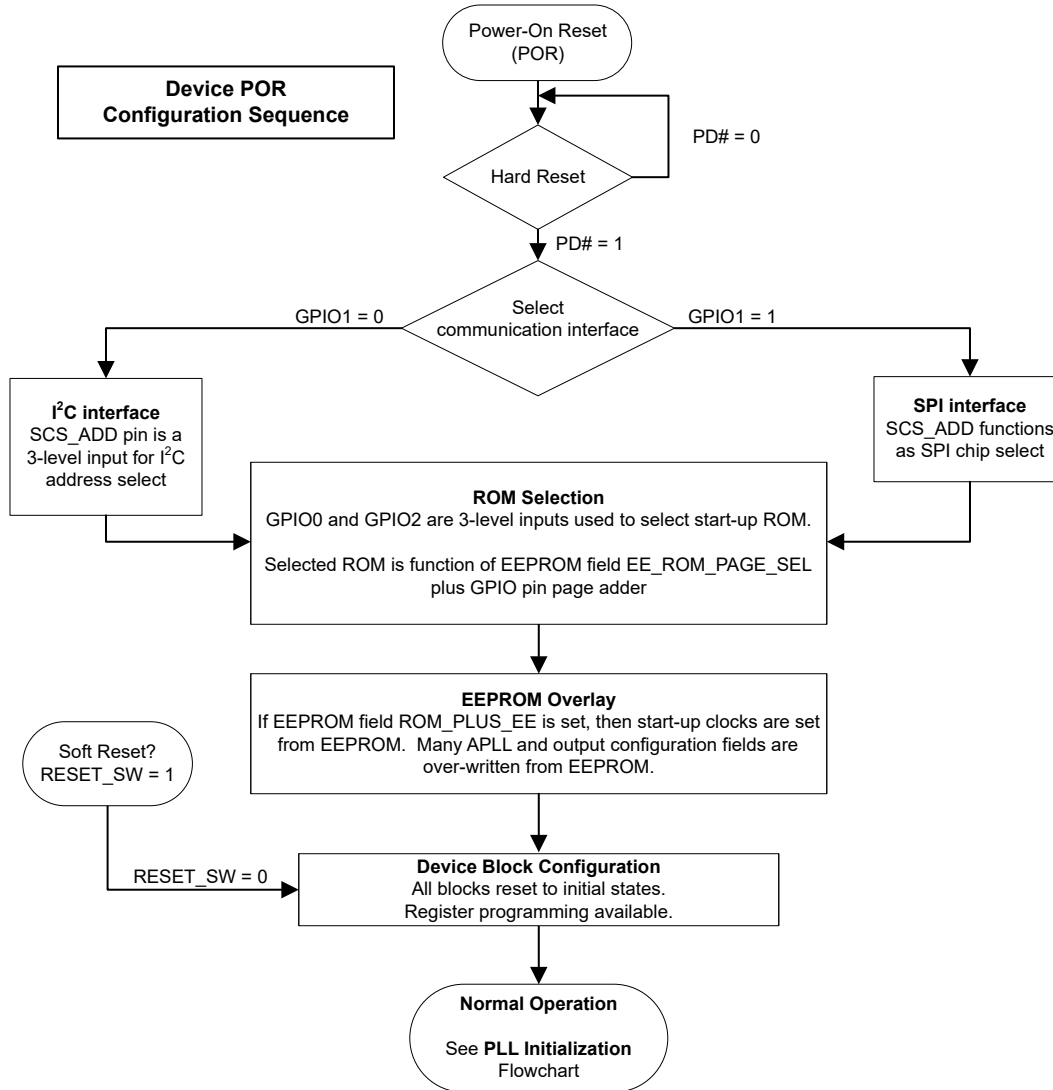 Power-On Reset
(POR)
Device POR
Configuration Sequence
PD# = 0
Hard Reset
PD# = 1
Select
communication interface
GPIO1 = 0
GPIO1 = 1
I²C interface
SCS_ADD pin is a
3-level input for I²C
address select
SPI interface
SCS_ADD functions
as SPI chip select
ROM Selection
GPIO0 and GPIO2 are 3-level inputs used to select start-up ROM.
Selected ROM is function of EEPROM field EE_ROM_PAGE_SEL
plus GPIO pin page adder
EEPROM Overlay
If EEPROM field ROM_PLUS_EE is set, then start-up clocks are set
from EEPROM. Many APLL and output configuration fields are
over-written from EEPROM.
Soft Reset?
RESET_SW = 1
RESET_SW = 0
Device Block Configuration
All blocks reset to initial states.
Register programming available.
Normal Operation
See PLL Initialization
Flowchart